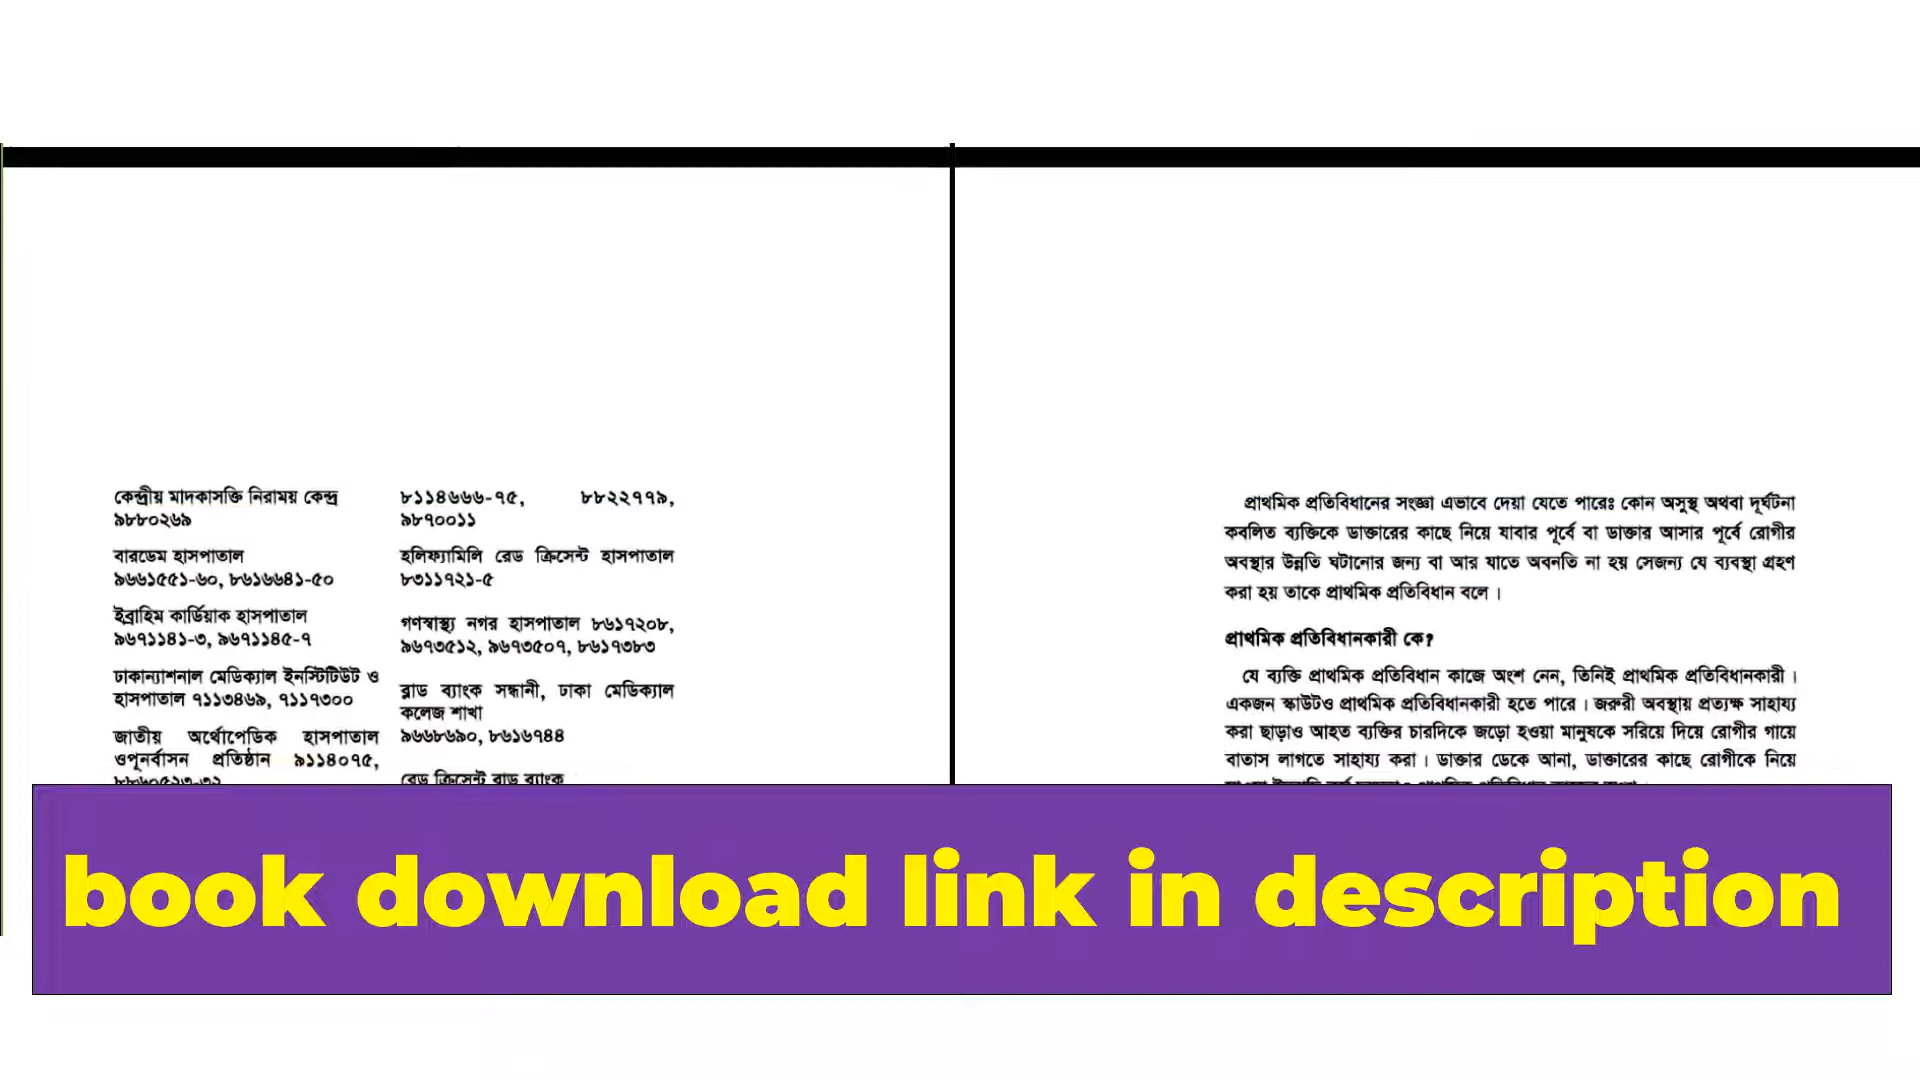 কেন্দ্রীয় মাদকাসক্তি নিরাময় কেন্দ্র
৯৮৮০২৬৯
বারডেম হাসপাতাল
৯৬৬১৫৫১-৬০, ৮৬১৬৬৪১-৫০
ইব্রাহিম কার্ডিয়াক হাসপাতাল
৯৬৭১১৪১-৩, ৯৬৭১১৪৫-৭
ঢাকান্যাশনাল মেডিক্যাল ইনস্টিটিউট ও
হাসপাতাল ৭১১৩৪৬৯, ৭১১৭৩০০
জাতীয় অর্থোপেডিক হাসপাতাল
ওপূনর্বাসন প্রতিষ্ঠান ৯১১৪০৭৫,
৮১১৪৬৬৬-৭৫, ৮৮২২৭৭৯,
৯৮৭০০১১
হলিফ্যামিলি রেড ক্রিসেন্ট হাসপাতাল
৮৩১১৭২১-৫
গণস্বাস্থ্য নগর হাসপাতাল ৮৬১৭২০৮,
৯৬৭৩৫১২, ৯৬৭৩৫০৭, ৮৬১৭৩৮৩
ব্লাড ব্যাংক সন্ধানী, ঢাকা মেডিক্যাল
কলেজ শাখা
৯৬৬৮৬৯০, ৮৬১৬৭৪৪
রেড ক্রিসেন্ট ব্লাড ব্যাংক
প্রাথমিক প্রতিবিধানের সংজ্ঞা এভাবে দেয়া যেতে পারেঃ কোন অসুস্থ অথবা দূর্ঘটনা
কবলিত ব্যক্তিকে ডাক্তারের কাছে নিয়ে যাবার পূর্বে বা ডাক্তার আসার পূর্বে রোগীর
অবস্থার উন্নতি ঘটানোর জন্য বা আর যাতে অবনতি না হয় সেজন্য যে ব্যবস্থা গ্রহণ
করা হয় তাকে প্রাথমিক প্রতিবিধান বলে ।
প্রাথমিক প্রতিবিধানকারী কে?
যে ব্যক্তি প্রাথমিক প্রতিবিধান কাজে অংশ নেন, তিনিই প্রাথমিক প্রতিবিধানকারী ।
একজন স্কাউটও প্রাথমিক প্রতিবিধানকারী হতে পারে । জরুরী অবস্থায় প্রত্যক্ষ সাহায্য
করা ছাড়াও আহত ব্যক্তির চারদিকে জড়ো হওয়া মানুষকে সরিয়ে দিয়ে রোগীর গায়ে
বাতাস লাগতে সাহায্য করা । ডাক্তার ডেকে আনা, ডাক্তারের কাছে রোগীকে নিয়ে
book download link in description